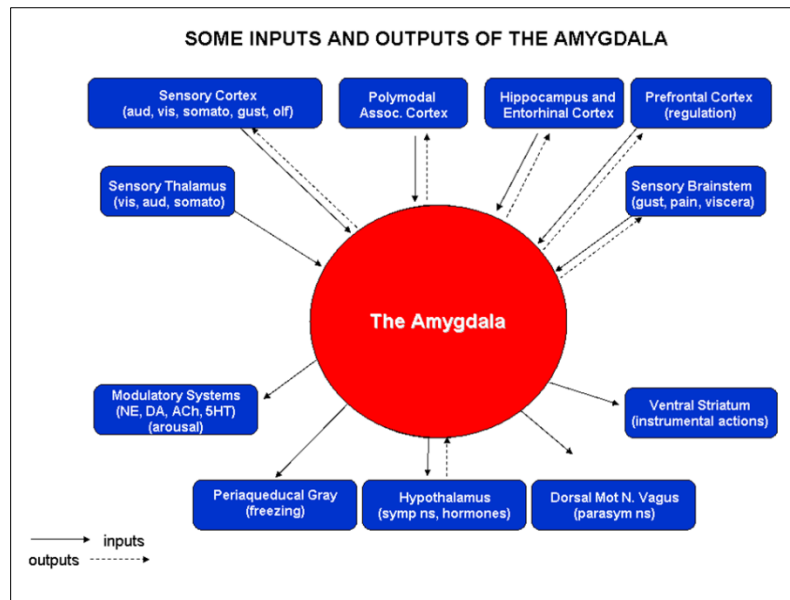 SOME INPUTS AND OUTPUTS OF THE AMYGDALA
Sensory Cortex
(aud, vis, somato, gust, olf)
Polymodal
Assoc. Cortex
Hippocampus and
Entorhinal Cortex
Prefrontal Cortex
(regulation)
Sensory Thalamus
(vis, aud, somato)
Sensory Brainstem
(gust, pain, viscera)
The Amygdala
Modulatory Systems
(NE, DA, ACh, 5HT)
(arousal)
Ventral Striatum
(instrumental actions)
Periaqueducal Gray
(freezing)
Hypothalamus
(symp ns, hormones)
Dorsal Mot N. Vagus
(parasym ns)
inputs
outputs